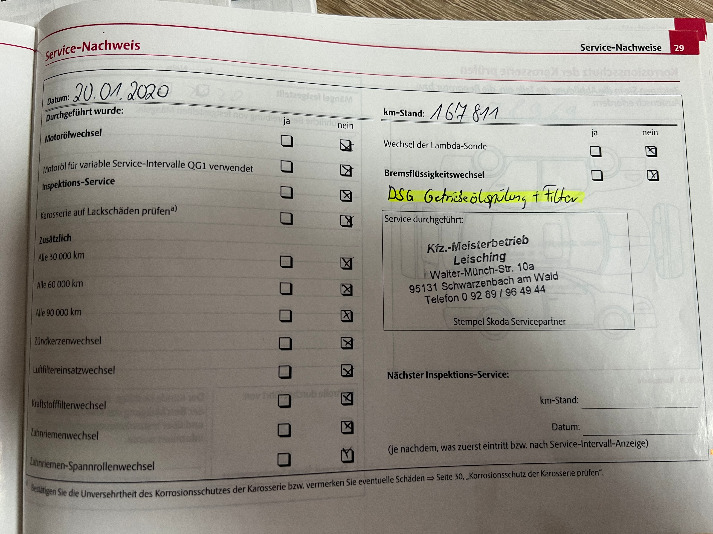 Service-Nachweis
Service-Nachweise 29
Datum: 20.01.2020
Durchgeführt wurde:
ja nein
Motorölwechsel
Motoröl für variable Service-Intervalle QG1 verwendet
Inspektions-Service
Karosserie auf Lackschäden prüfen a)
Zusätzlich
Alle 30 000 km
Alle 60 000 km
Alle 90 000 km
Zündkerzenwechsel
Luftfiltereinsatzwechsel
Kraftstofffilterwechsel
Zahnriemenwechsel
Zahnriemen-Spannrollenwechsel
km-Stand: 167 811
ja nein
Wechsel der Lambda-Sonde
Bremsflüssigkeitswechsel
DSG Getriebeölspülung + Filter
Service durchgeführt:
Kfz.-Meisterbetrieb
Leisching
Walter-Münch-Str. 10a
95131 Schwarzenbach am Wald
Telefon 0 92 89 / 96 49 44
Stempel Skoda Servicepartner
Nächster Inspektions-Service:
km-Stand:
Datum:
(je nachdem, was zuerst eintritt bzw. nach Service-Intervall-Anzeige)
a) Bestätigen Sie die Unversehrtheit des Korrosionsschutzes der Karosserie bzw. vermerken Sie eventuelle Schäden ⇒ Seite 30, „Korrosionsschutz der Karosserie prüfen“.